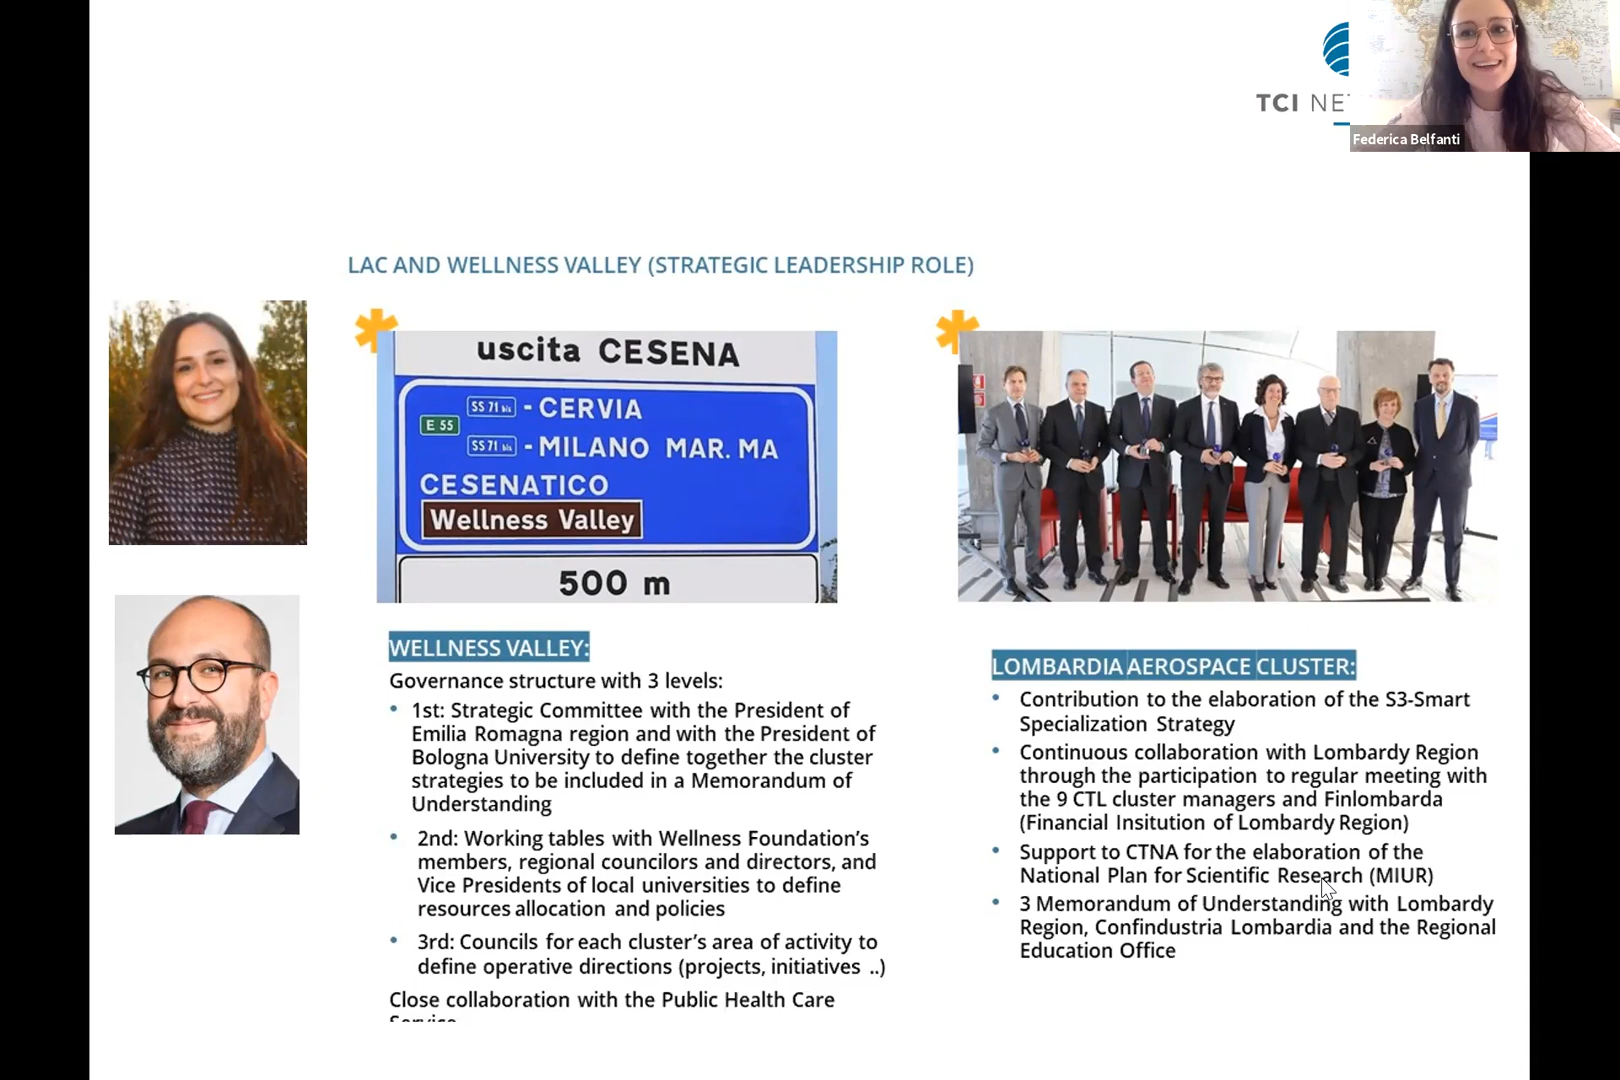 TCI NE
Federica Belfanti
LAC AND WELLNESS VALLEY (STRATEGIC LEADERSHIP ROLE)
uscita CESENA
SS 71 bis - CERVIA
E 55
SS 71 bis - MILANO MAR. MA
CESENATICO
Wellness Valley
500 m
WELLNESS VALLEY:
Governance structure with 3 levels:
• 1st: Strategic Committee with the President of
Emilia Romagna region and with the President of
Bologna University to define together the cluster
strategies to be included in a Memorandum of
Understanding
• 2nd: Working tables with Wellness Foundation's
members, regional councilors and directors, and
Vice Presidents of local universities to define
resources allocation and policies
• 3rd: Councils for each cluster's area of activity to
define operative directions (projects, initiatives ..)
Close collaboration with the Public Health Care
Service
LOMBARDIA AEROSPACE CLUSTER:
• Contribution to the elaboration of the S3-Smart
Specialization Strategy
• Continuous collaboration with Lombardy Region
through the participation to regular meeting with
the 9 CTL cluster managers and Finlombarda
(Financial Insitution of Lombardy Region)
• Support to CTNA for the elaboration of the
National Plan for Scientific Research (MIUR)
• 3 Memorandum of Understanding with Lombardy
Region, Confindustria Lombardia and the Regional
Education Office